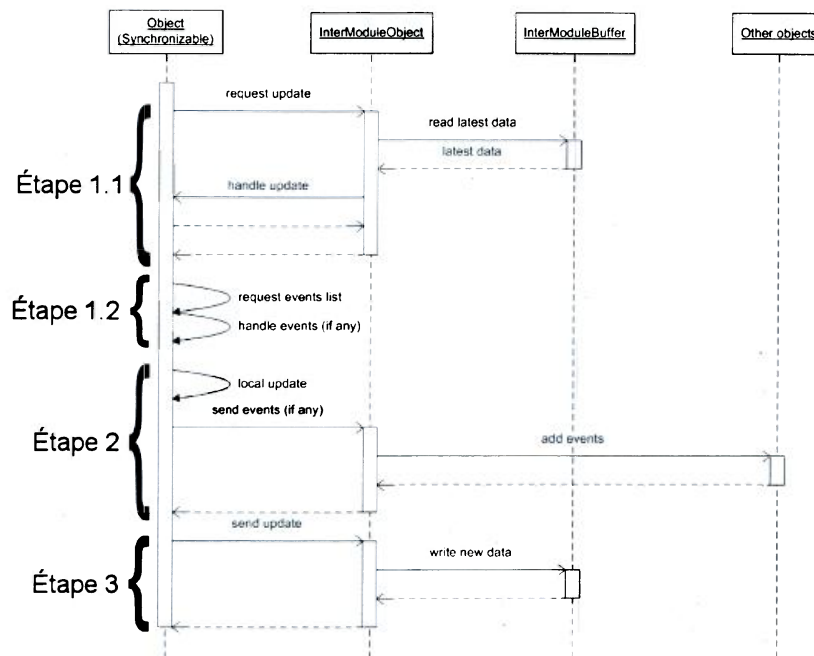 Object
(Synchronizable)
InterModuleObject
InterModuleBuffer
Other objects
request update
read latest data
latest data
Étape 1.1
handle update
Étape 1.2
request events list
handle events (if any)
local update
send events (if any)
Étape 2
add events
send update
write new data
Étape 3